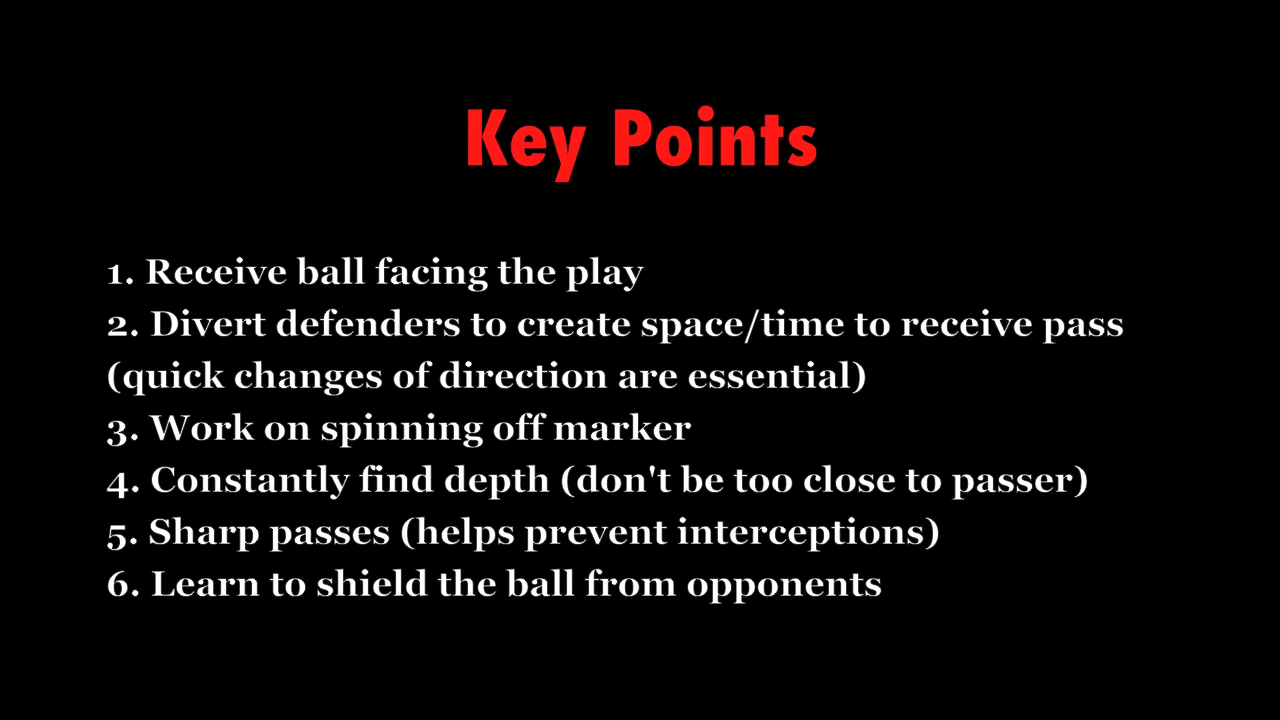 Key Points
1. Receive ball facing the play
2. Divert defenders to create space/time to receive pass
(quick changes of direction are essential)
3. Work on spinning off marker
4. Constantly find depth (don't be too close to passer)
5. Sharp passes (helps prevent interceptions)
6. Learn to shield the ball from opponents